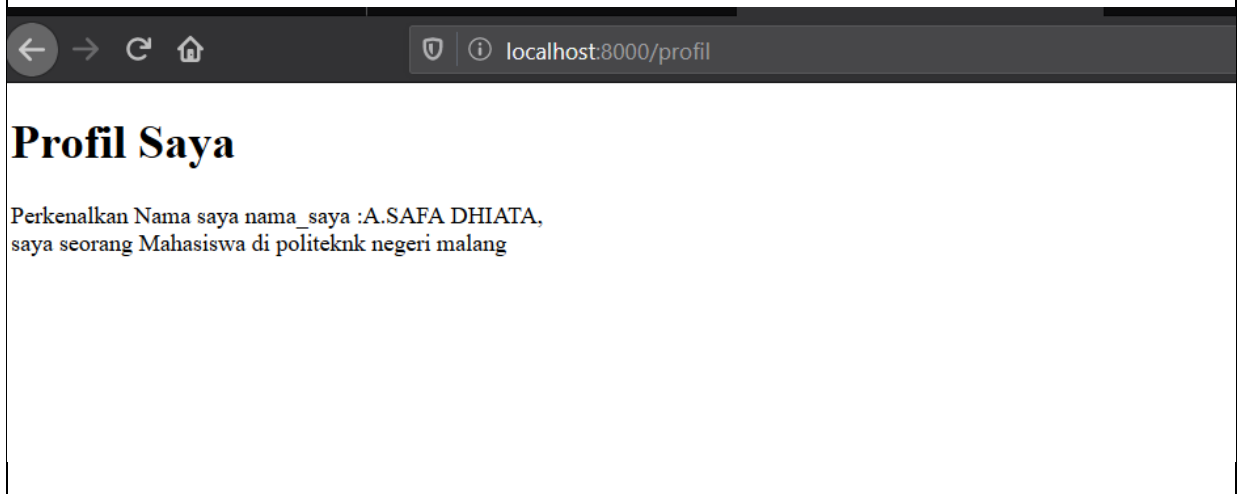 localhost:8000/profil
Profil Saya
Perkenalkan Nama saya nama_saya :A.SAFA DHIATA,
saya seorang Mahasiswa di politeknk negeri malang